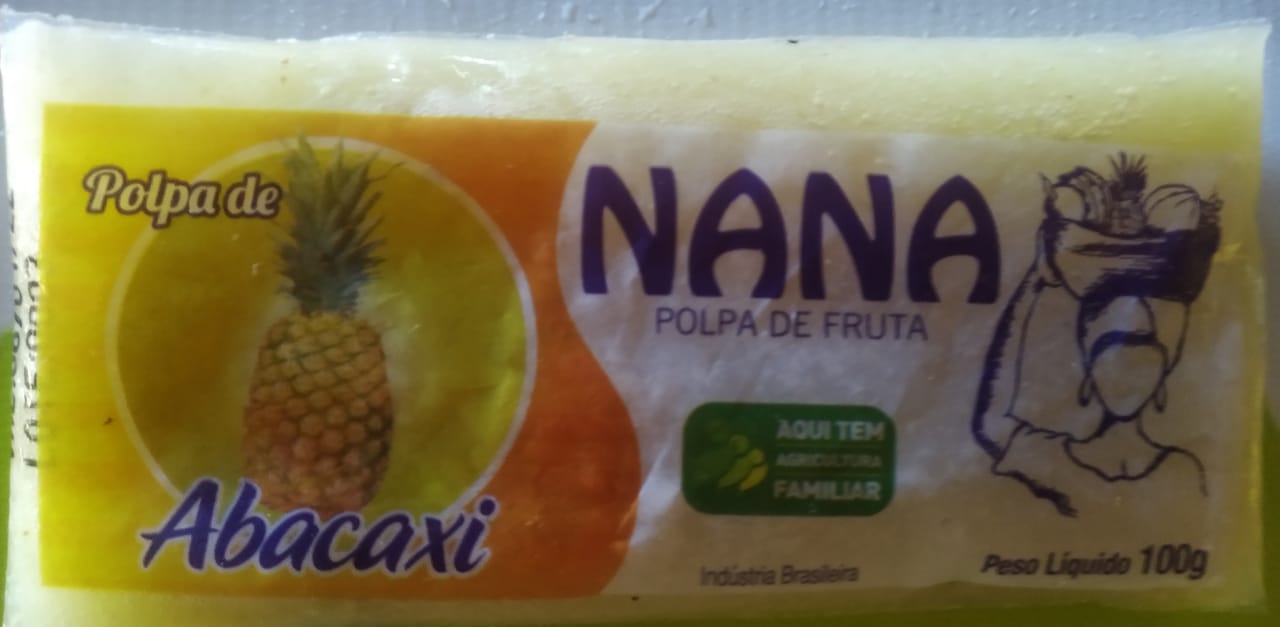 Polpa de
Abacaxi
NANA
POLPA DE FRUTA
AQUI TEM
AGRICULTURA
FAMILIAR
Indústria Brasileira
Peso Líquido 100g